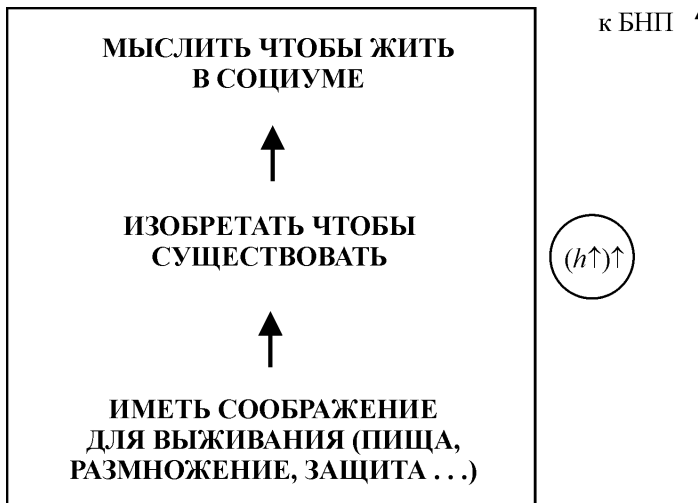 к БНП
МЫСЛИТЬ ЧТОБЫ ЖИТЬ
В СОЦИУМЕ
ИЗОБРЕТАТЬ ЧТОБЫ
СУЩЕСТВОВАТЬ
(h↑)↑
ИМЕТЬ СООБРАЖЕНИЕ
ДЛЯ ВЫЖИВАНИЯ (ПИЩА,
РАЗМНОЖЕНИЕ, ЗАЩИТА . . .)